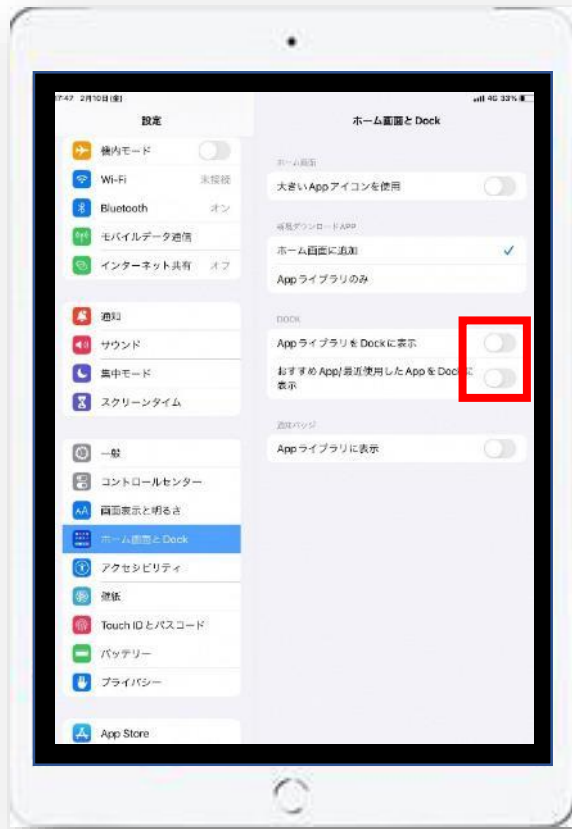 17:47 2月10日(金)
4G 33%
設定
機内モード
Wi-Fi 未接続
Bluetooth オン
モバイルデータ通信
インターネット共有 オフ
通知
サウンド
集中モード
スクリーンタイム
一般
コントロールセンター
AA 画面表示と明るさ
ホーム画面とDock
アクセシビリティ
壁紙
Touch IDとパスコード
バッテリー
プライバシー
App Store
ホーム画面とDock
ホーム画面
大きいAppアイコンを使用
新規ダウンロードAPP
ホーム画面に追加
Appライブラリのみ
DOCK
AppライブラリをDockに表示
おすすめApp/最近使用したAppをDockに
表示
通知バッジ
Appライブラリに表示